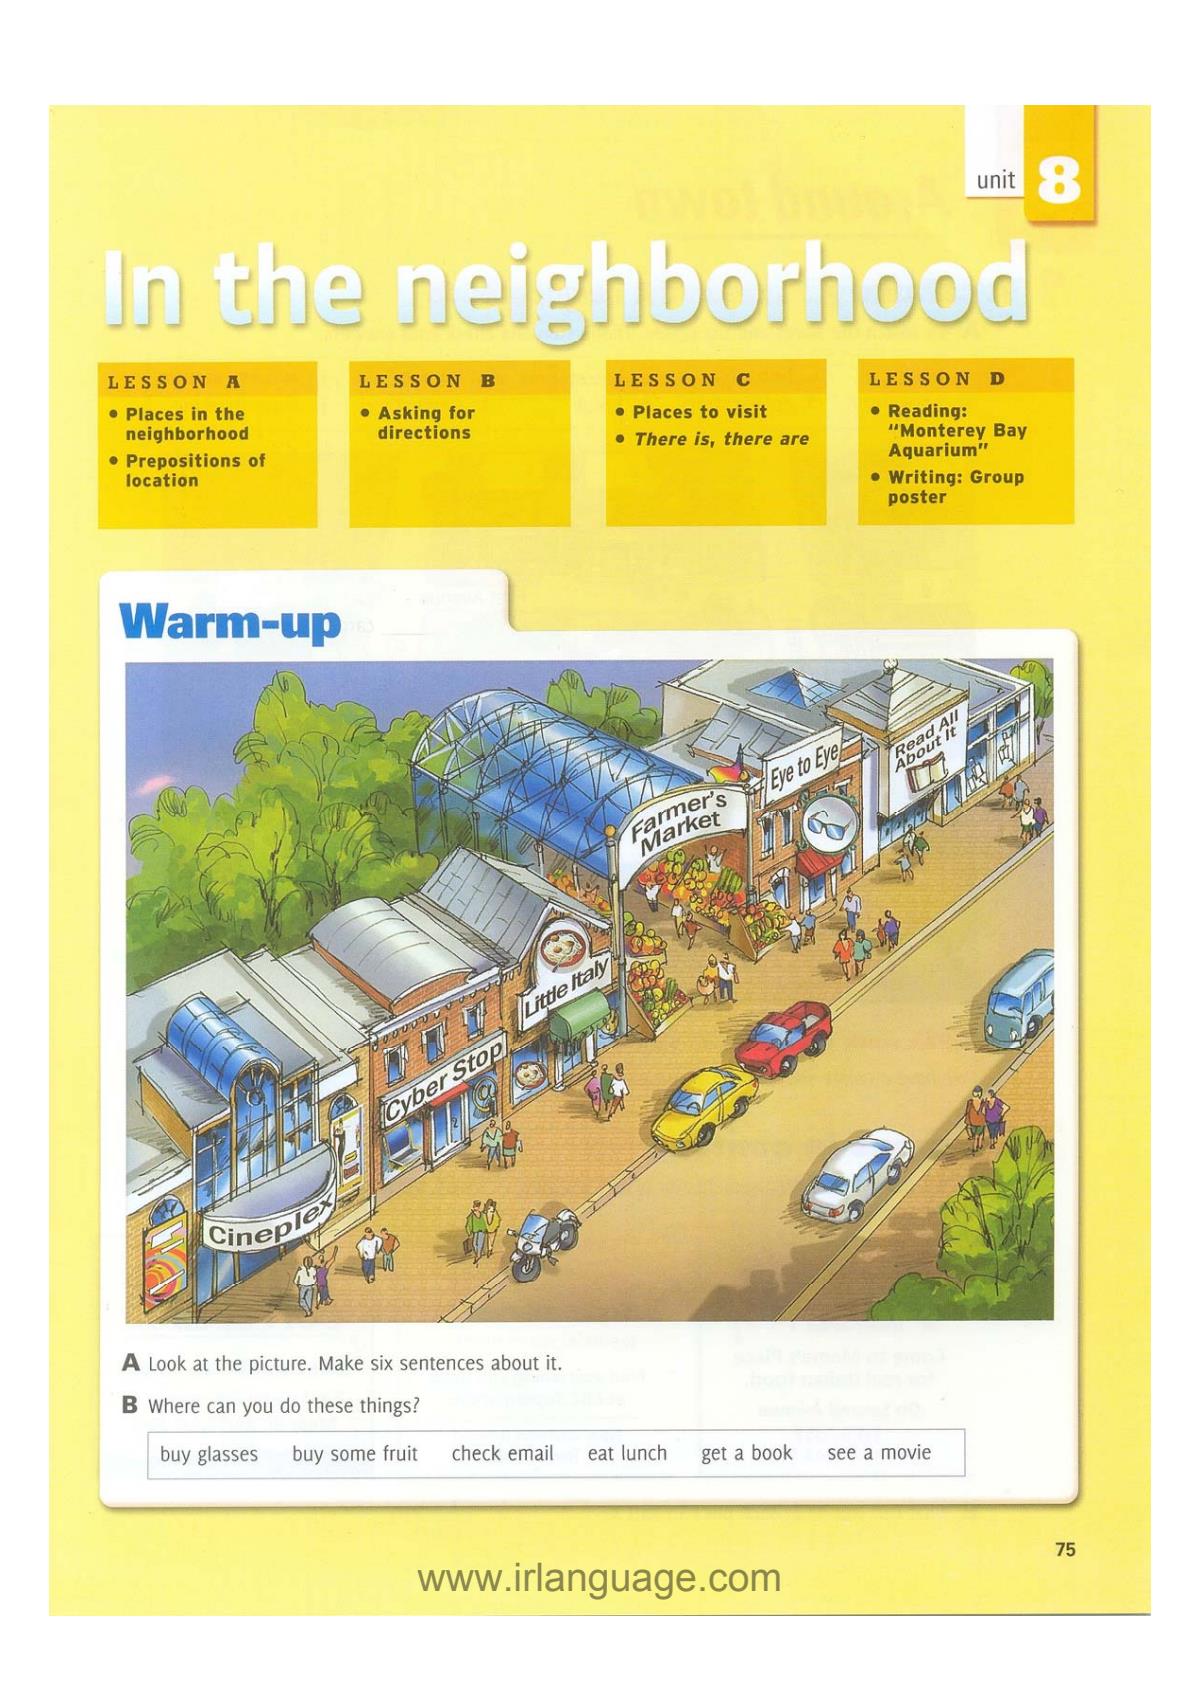 unit 8
In the neighborhood
LESSON A
• Places in the
neighborhood
• Prepositions of
location
LESSON B
• Asking for
directions
LESSON C
• Places to visit
• There is, there are
LESSON D
• Reading:
"Monterey Bay
Aquarium"
• Writing: Group
poster
Warm-up
Read All
About It
Eye to Eye
Farmer's
Market
Little Italy
Cyber Stop
@
Cineplex
A Look at the picture. Make six sentences about it.
B Where can you do these things?
buy glasses buy some fruit check email eat lunch get a book see a movie
75
www.irlanguage.com